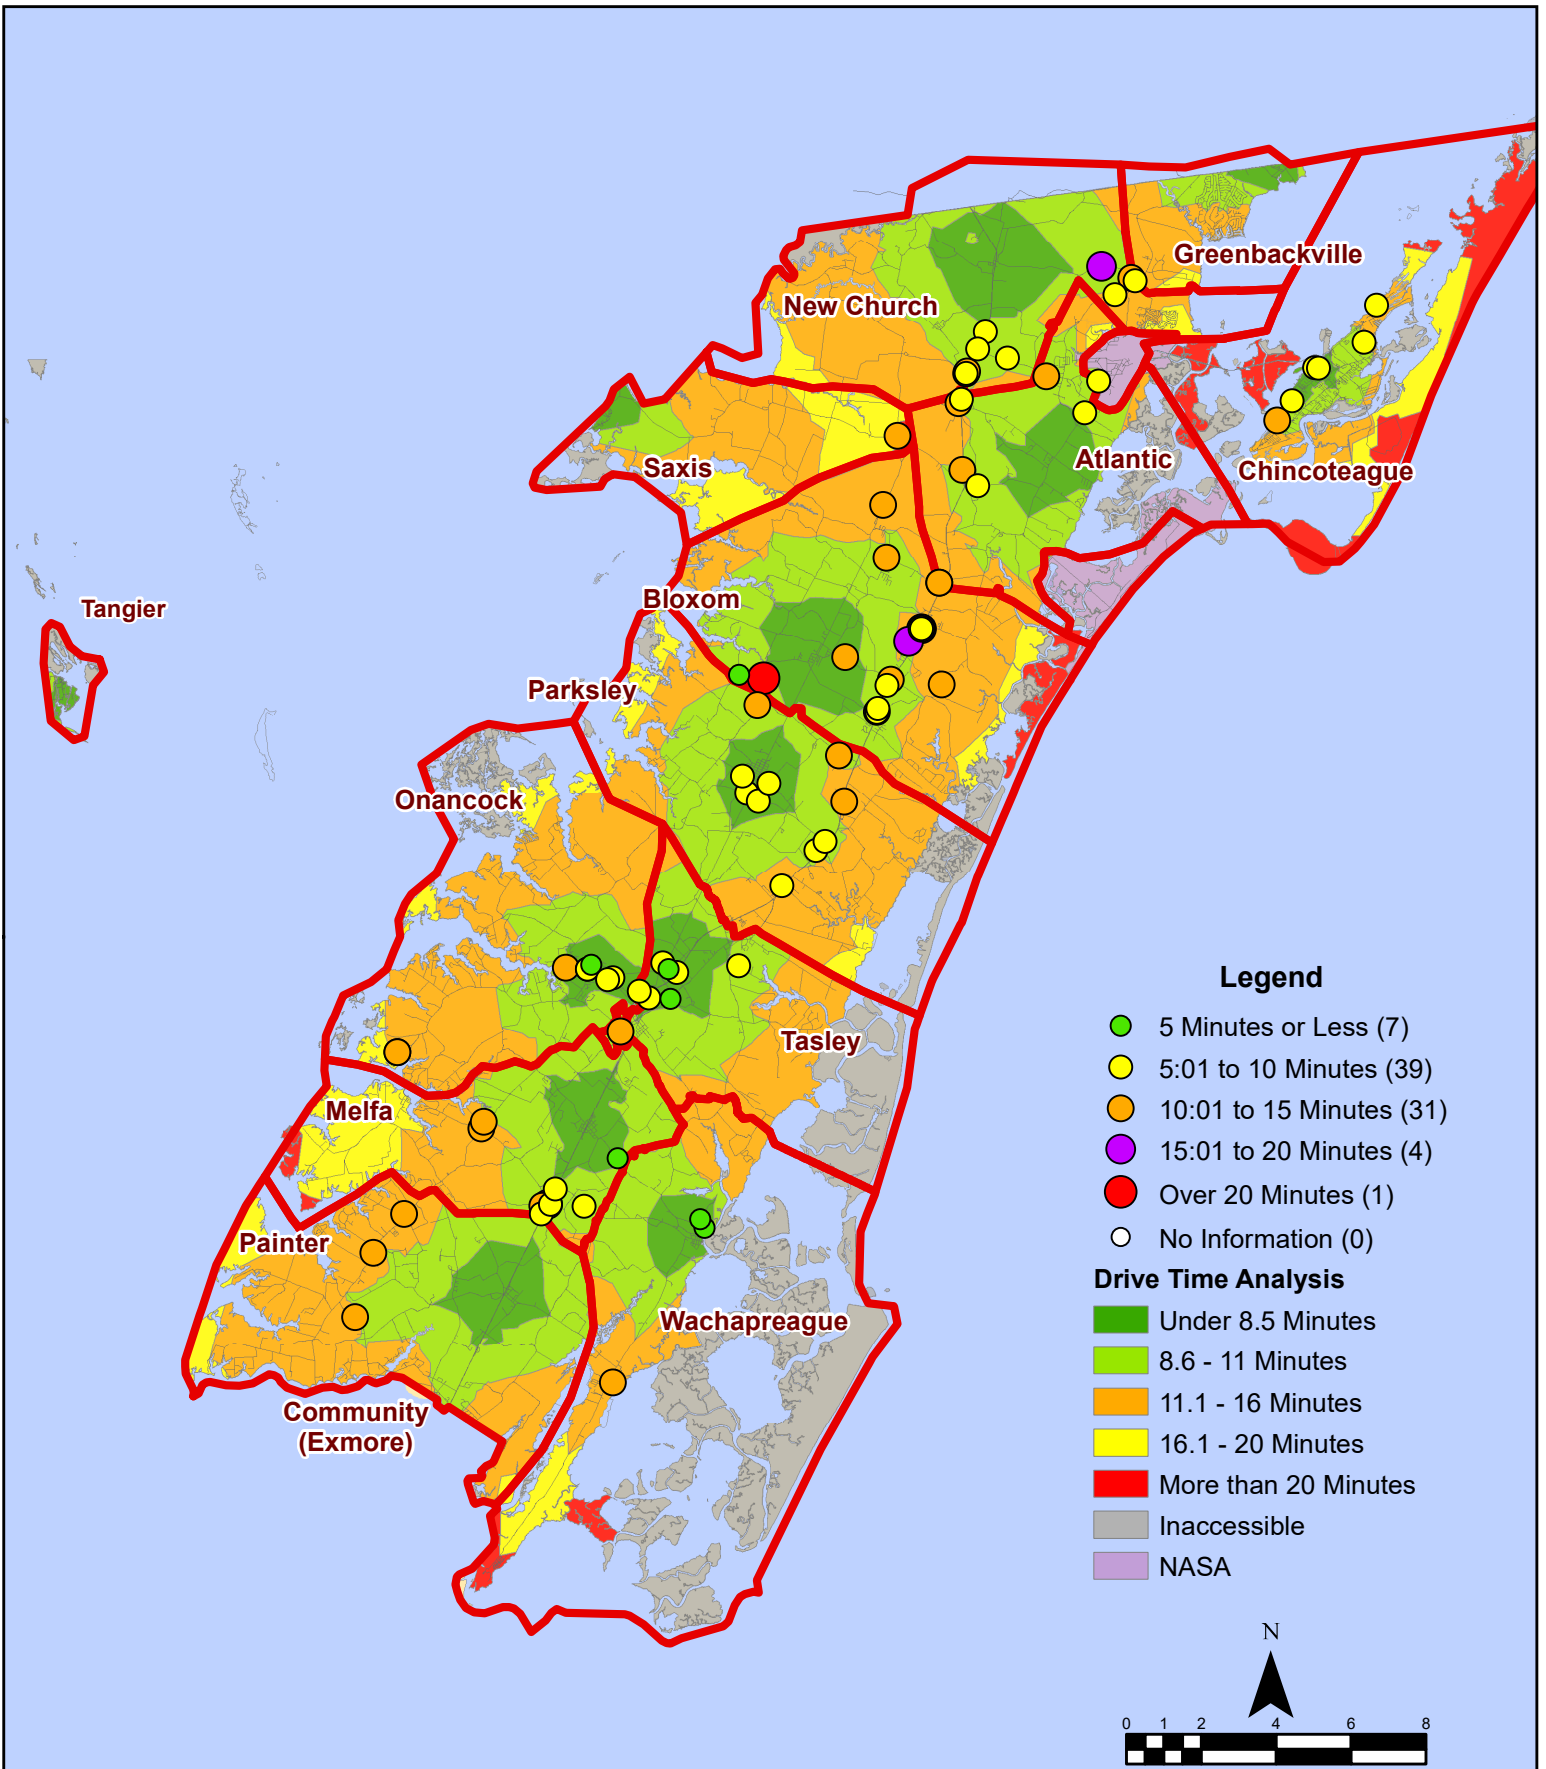 Greenbackville
New Church
Saxis
Atlantic
Chincoteague
Bloxom
Tangier
Parksley
Onancock
Tasley
Melfa
Painter
Wachapreague
Community
(Exmore)
Legend
5 Minutes or Less (7)
5:01 to 10 Minutes (39)
10:01 to 15 Minutes (31)
15:01 to 20 Minutes (4)
Over 20 Minutes (1)
No Information (0)
Drive Time Analysis
Under 8.5 Minutes
8.6 - 11 Minutes
11.1 - 16 Minutes
16.1 - 20 Minutes
More than 20 Minutes
Inaccessible
NASA
N
0 1 2 4 6 8